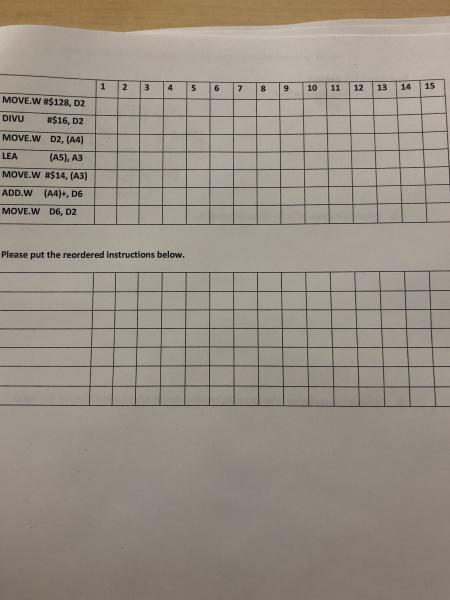 1 2 3 4 5 6 7 8 9 10 11 12 13 14 15
MOVE.W #$128, D2
DIVU #$16, D2
MOVE.W D2, (A4)
LEA (A5), A3
MOVE.W #$14, (A3)
ADD.W (A4)+, D6
MOVE.W D6, D2
Please put the reordered instructions below.